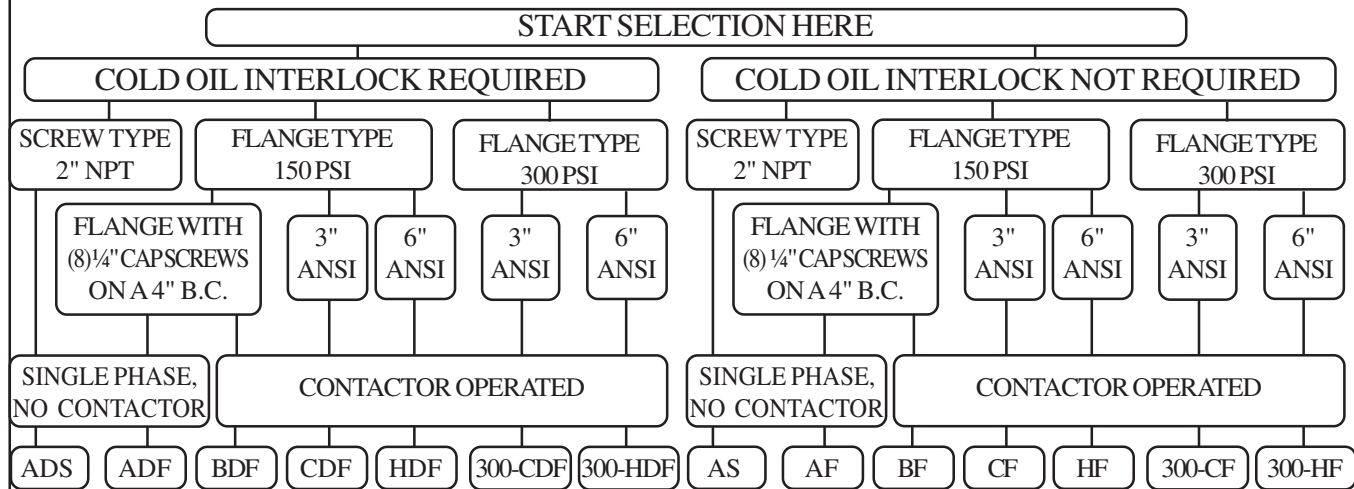 START SELECTION HERE
COLD OIL INTERLOCK REQUIRED
COLD OIL INTERLOCK NOT REQUIRED
SCREW TYPE
2" NPT
FLANGE TYPE
150 PSI
FLANGE TYPE
300 PSI
SCREW TYPE
2" NPT
FLANGE TYPE
150 PSI
FLANGE TYPE
300 PSI
FLANGE WITH
(8) ¼" CAPSCREWS
ON A 4" B.C.
3"
ANSI
6"
ANSI
3"
ANSI
6"
ANSI
FLANGE WITH
(8) ¼" CAPSCREWS
ON A 4" B.C.
3"
ANSI
6"
ANSI
3"
ANSI
6"
ANSI
SINGLE PHASE,
NO CONTACTOR
CONTACTOR OPERATED
SINGLE PHASE,
NO CONTACTOR
CONTACTOR OPERATED
ADS
ADF
BDF
CDF
HDF
300-CDF
300-HDF
AS
AF
BF
CF
HF
300-CF
300-HF